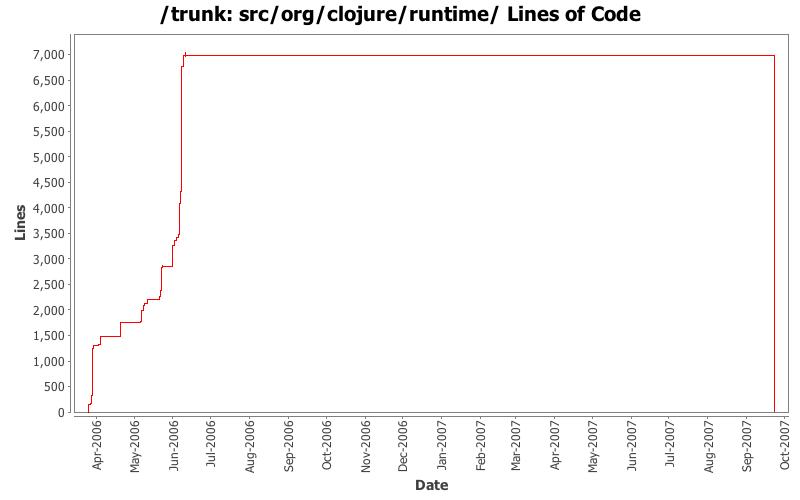 /trunk: src/org/clojure/runtime/ Lines of Code
7,000
6,500
6,000
5,500
5,000
4,500
4,000
3,500
3,000
2,500
2,000
1,500
1,000
500
0
Lines
Apr-2006
May-2006
Jun-2006
Jul-2006
Aug-2006
Sep-2006
Oct-2006
Nov-2006
Dec-2006
Jan-2007
Feb-2007
Mar-2007
Apr-2007
May-2007
Jun-2007
Jul-2007
Aug-2007
Sep-2007
Oct-2007
Date